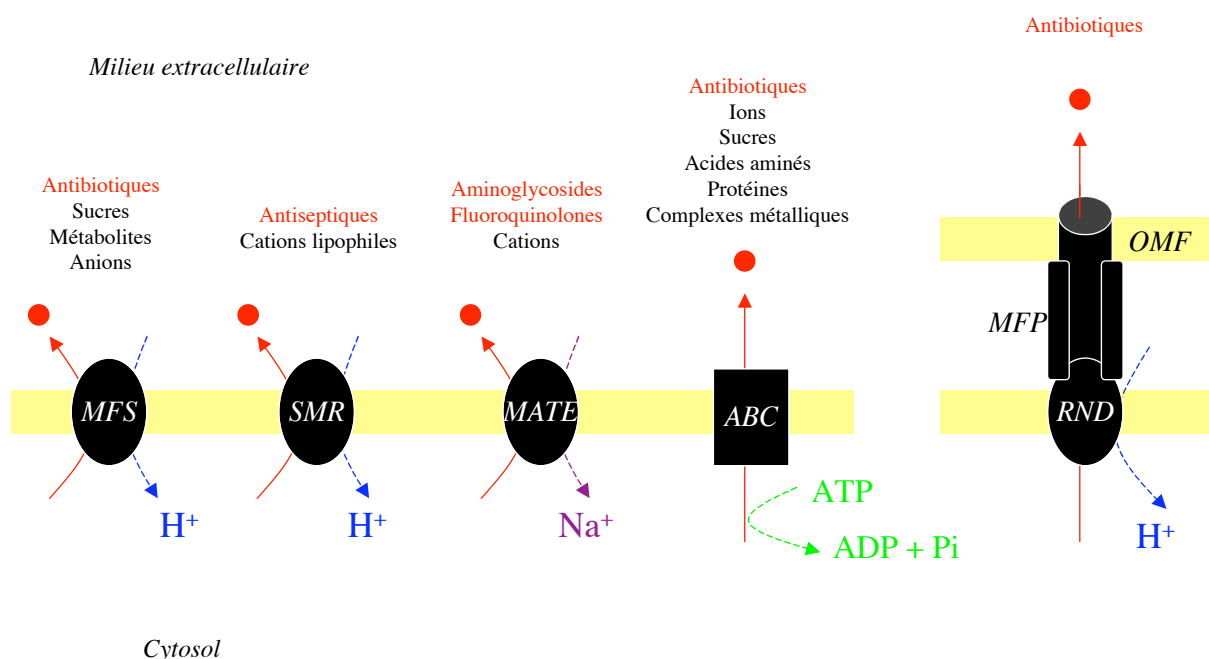 Milieu extracellulaire
Antibiotiques
Sucres
Métabolites
Anions
Antiseptiques
Cations lipophiles
Aminoglycosides
Fluoroquinolones
Cations
Antibiotiques
Ions
Sucres
Acides aminés
Protéines
Complexes métalliques
Antibiotiques
OMF
MFP
MFS
SMR
MATE
ABC
RND
H⁺
H⁺
Na⁺
ATP
ADP + Pi
H⁺
Cytosol